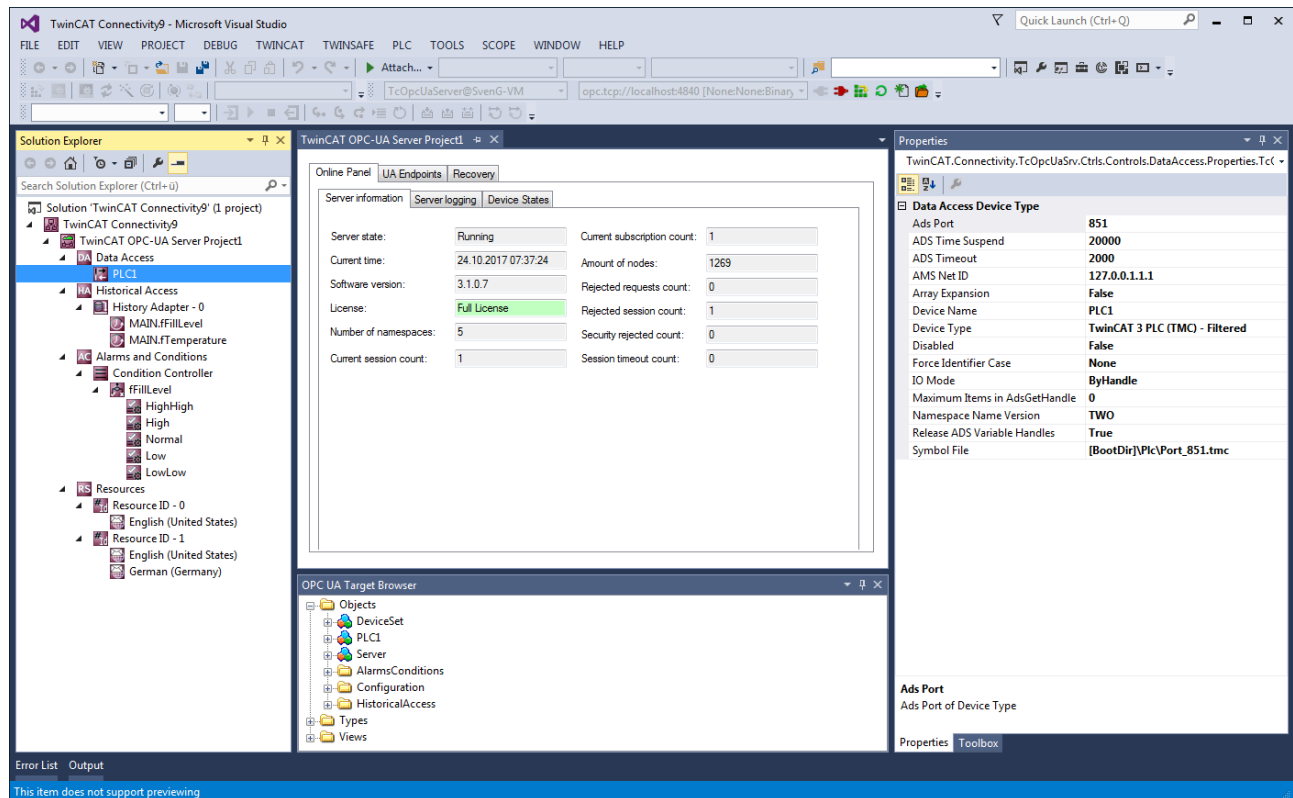 TwinCAT Connectivity9 - Microsoft Visual Studio
Quick Launch (Ctrl+Q)
FILE EDIT VIEW PROJECT DEBUG TWINCAT TWINSAFE PLC TOOLS SCOPE WINDOW HELP
Attach...
TcOpcUaServer@SvenG-VM opc.tcp://localhost:4840 [None:None:Binary
Solution Explorer
Search Solution Explorer (Ctrl+ü)
Solution 'TwinCAT Connectivity9' (1 project)
TwinCAT Connectivity9
TwinCAT OPC-UA Server Project1
DA Data Access
PLC1
HA Historical Access
History Adapter - 0
MAIN.fFillLevel
MAIN.fTemperature
AC Alarms and Conditions
Condition Controller
fFillLevel
HighHigh
High
Normal
Low
LowLow
RS Resources
Resource ID - 0
English (United States)
Resource ID - 1
English (United States)
German (Germany)
TwinCAT OPC-UA Server Project1
Online Panel UA Endpoints Recovery
Server information Server logging Device States
Server state: Running Current subscription count: 1
Current time: 24.10.2017 07:37:24 Amount of nodes: 1269
Software version: 3.1.0.7 Rejected requests count: 0
License: Full License Rejected session count: 1
Number of namespaces: 5 Security rejected count: 0
Current session count: 1 Session timeout count: 0
OPC UA Target Browser
Objects
DeviceSet
PLC1
Server
AlarmsConditions
Configuration
HistoricalAccess
Types
Views
Properties
TwinCAT.Connectivity.TcOpcUaSrv.Ctrls.Controls.DataAccess.Properties.Tc(
Data Access Device Type
Ads Port 851
ADS Time Suspend 20000
ADS Timeout 2000
AMS Net ID 127.0.0.1.1.1
Array Expansion False
Device Name PLC1
Device Type TwinCAT 3 PLC (TMC) - Filtered
Disabled False
Force Identifier Case None
IO Mode ByHandle
Maximum Items in AdsGetHandle 0
Namespace Name Version TWO
Release ADS Variable Handles True
Symbol File [BootDir]\Plc\Port_851.tmc
Ads Port
Ads Port of Device Type
Properties Toolbox
Error List Output
This item does not support previewing